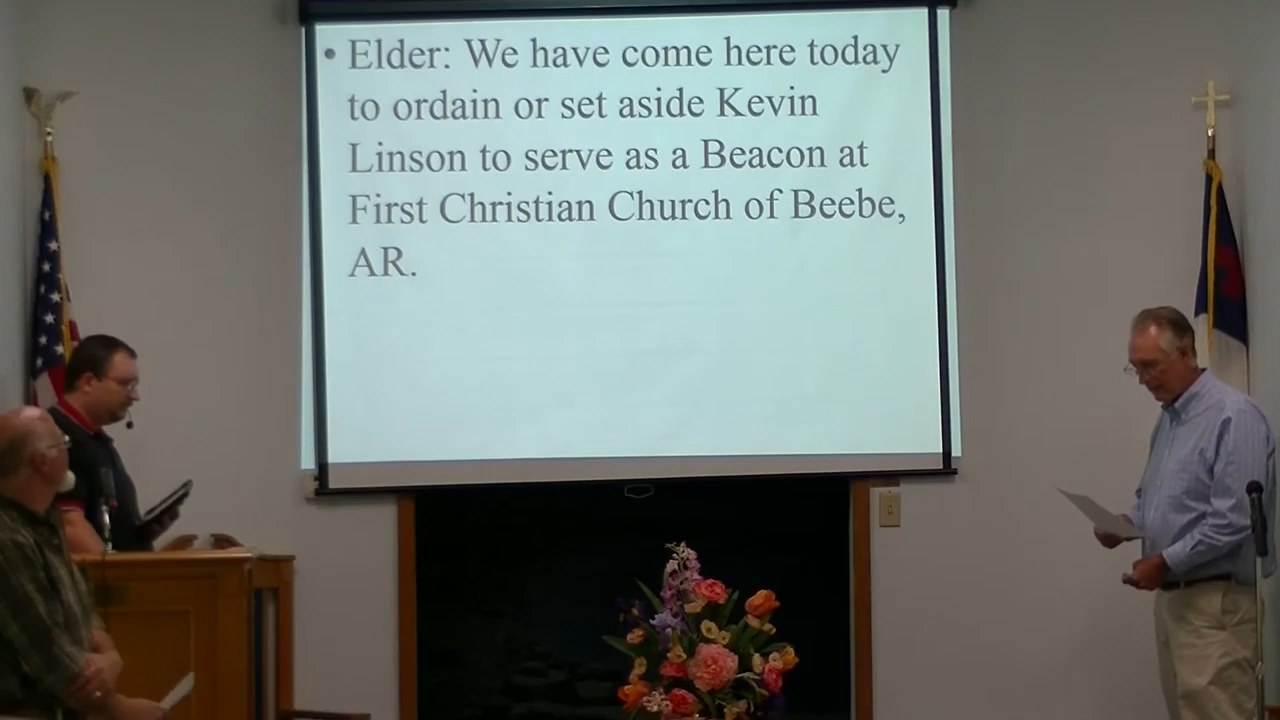 • Elder: We have come here today
to ordain or set aside Kevin
Linson to serve as a Beacon at
First Christian Church of Beebe,
AR.